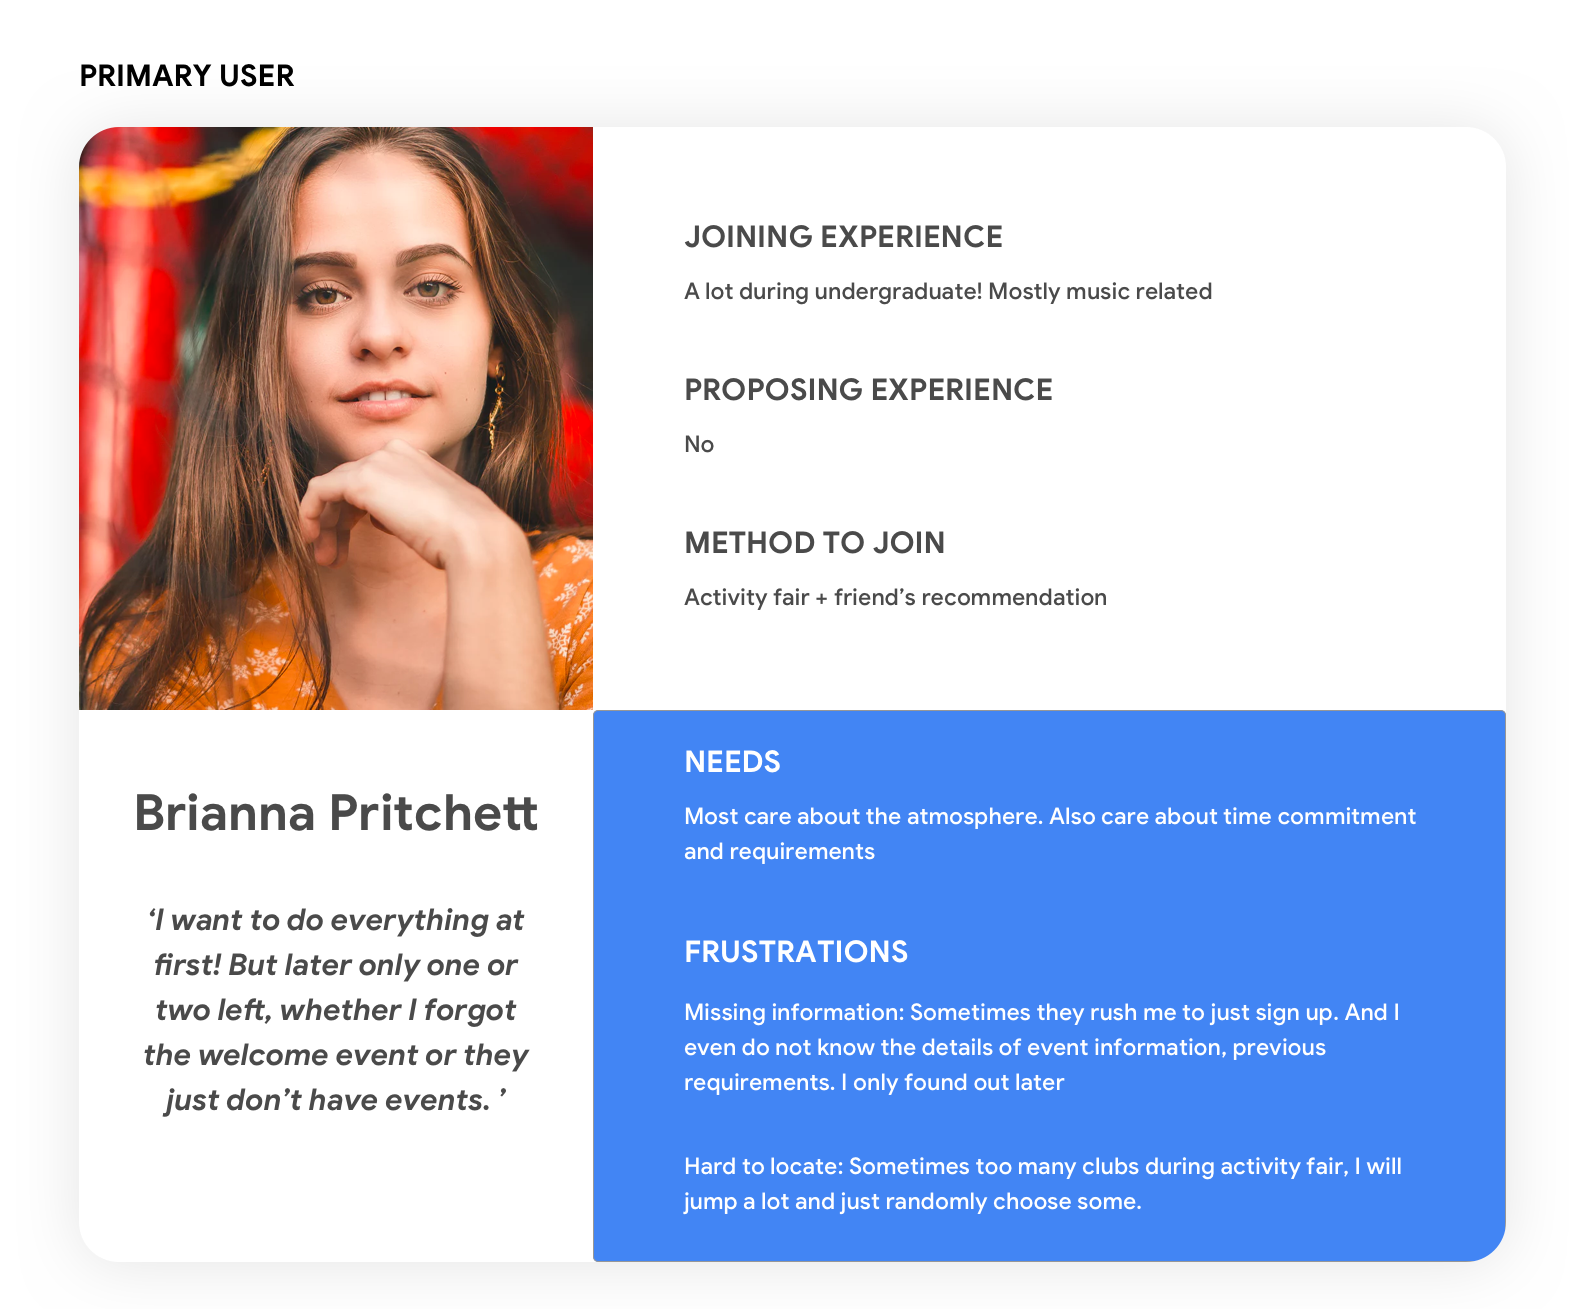 PRIMARY USER
JOINING EXPERIENCE
A lot during undergraduate! Mostly music related
PROPOSING EXPERIENCE
No
METHOD TO JOIN
Activity fair + friend’s recommendation
Brianna Pritchett
‘I want to do everything at
first! But later only one or
two left, whether I forgot
the welcome event or they
just don’t have events. ’
NEEDS
Most care about the atmosphere. Also care about time commitment
and requirements
FRUSTRATIONS
Missing information: Sometimes they rush me to just sign up. And I
even do not know the details of event information, previous
requirements. I only found out later
Hard to locate: Sometimes too many clubs during activity fair, I will
jump a lot and just randomly choose some.